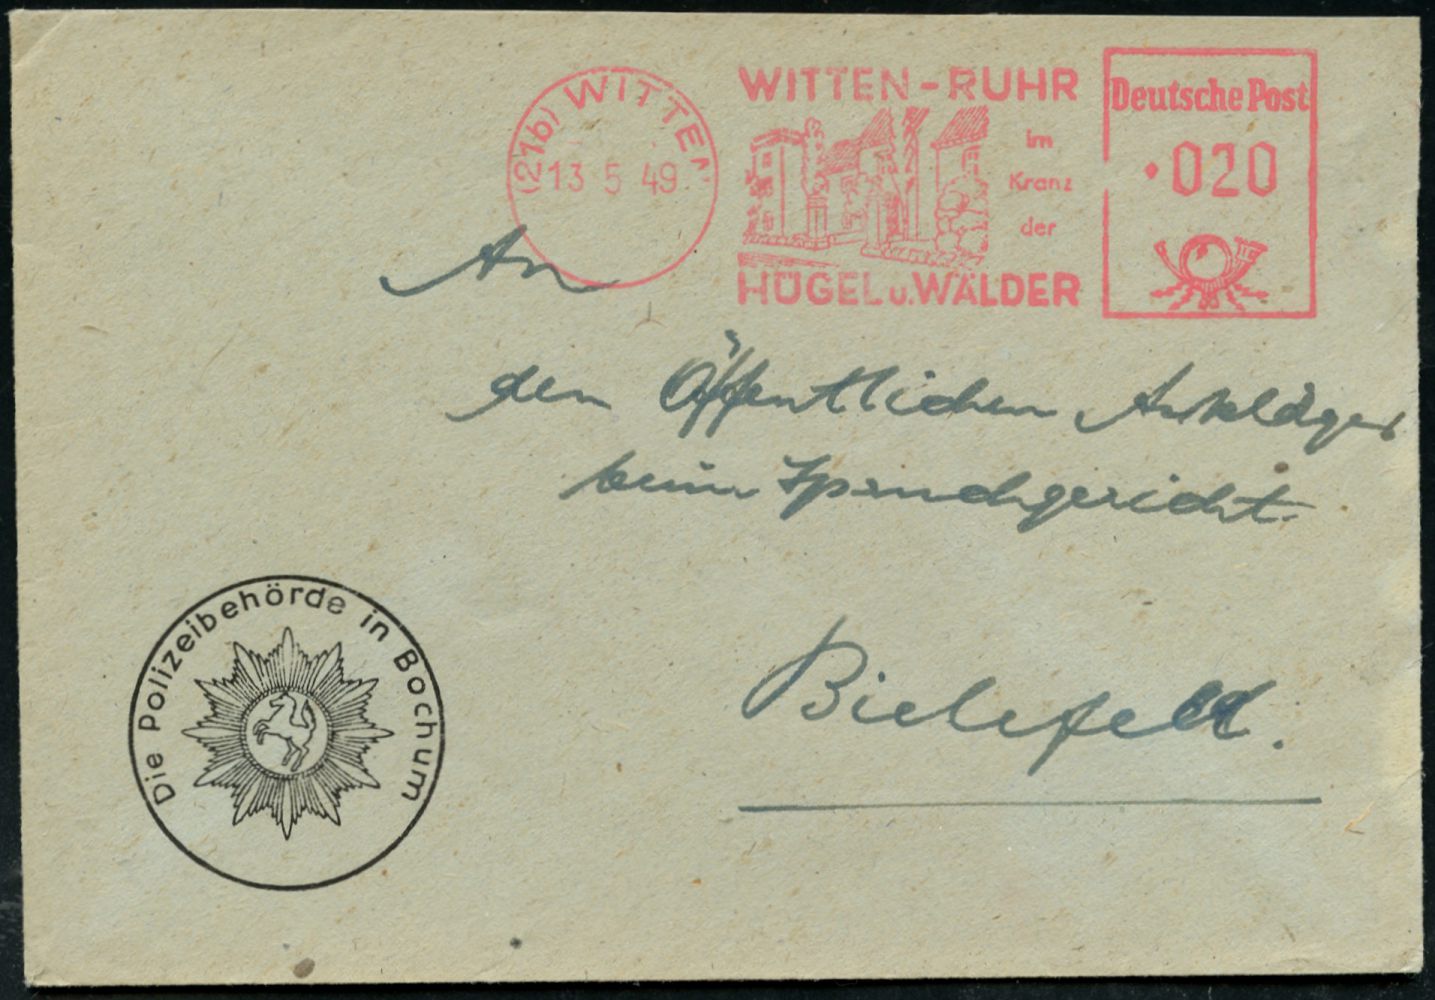 (21b) WITTEN
13 5 49
WITTEN-RUHR
im
Kranz
der
HÜGEL u. WÄLDER
Deutsche Post
020
An
den Öffentlichen Ankläger
beim Spruchgericht
Bielefeld.
Die Polizeibehörde in Bochum